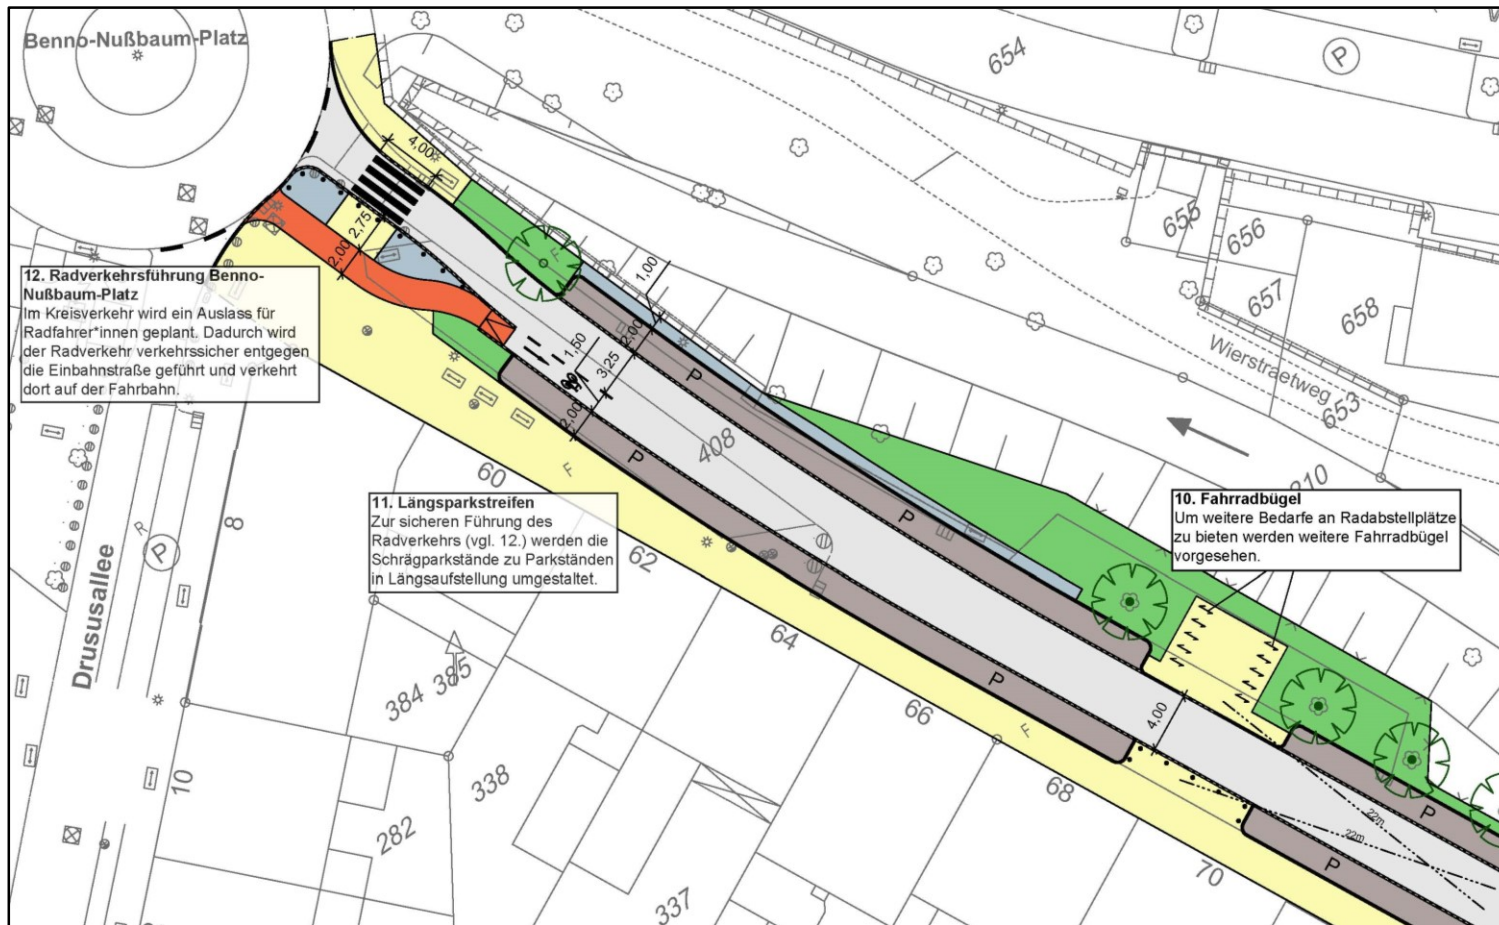 Benno-Nußbaum-Platz
654
P
4,00
655
656
657
658
2,75
2,00
12. Radverkehrsführung Benno-
Nußbaum-Platz
Im Kreisverkehr wird ein Auslass für
Radfahrer*innen geplant. Dadurch wird
der Radverkehr verkehrssicher entgegen
die Einbahnstraße geführt und verkehrt
dort auf der Fahrbahn.
F
1,00
2,00
1,50
3,25
2,00
P
Wierstraetweg
653
408
P
60
F
210
11. Längsparkstreifen
Zur sicheren Führung des
Radverkehrs (vgl. 12.) werden die
Schrägparkstände zu Parkständen
in Längsaufstellung umgestaltet.
10. Fahrradbügel
Um weitere Bedarfe an Radabstellplätze
zu bieten werden weitere Fahrradbügel
vorgesehen.
8
R
P
P
62
Drususallee
64
384
385
P
66
F
4,00
10
338
68
282
P
22m
22m
P
70
337